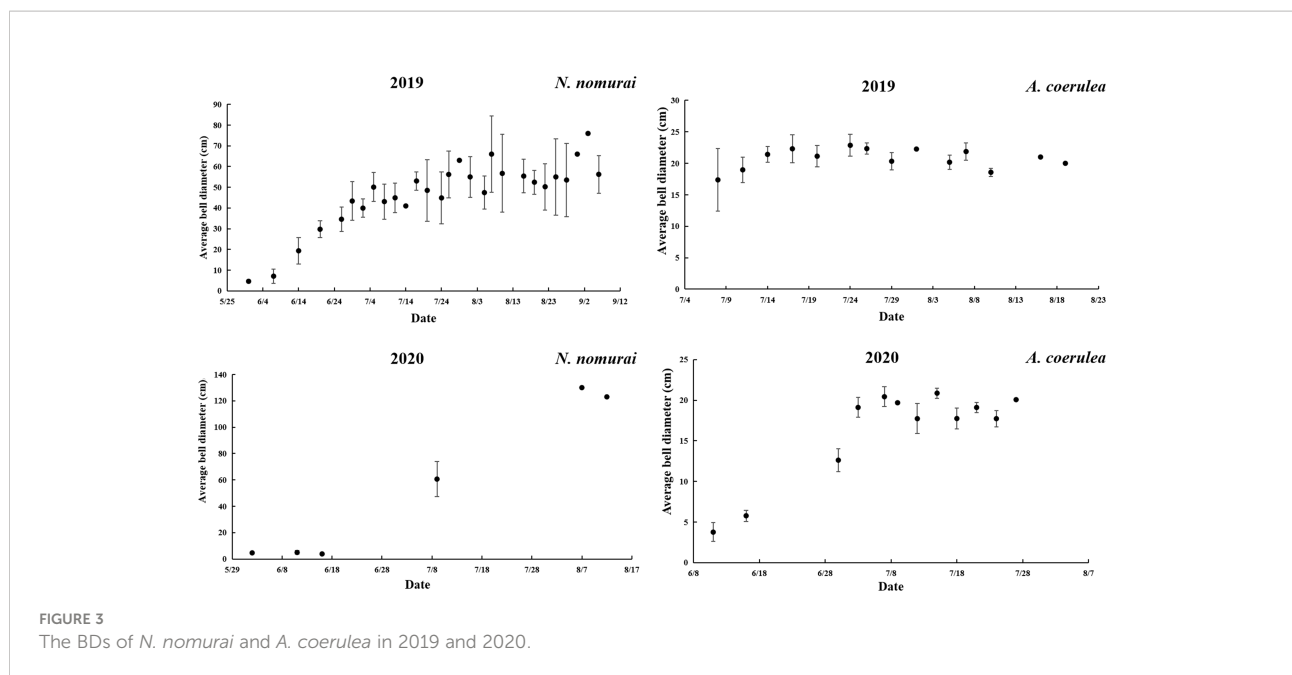 2019 N. nomurai
90
80
70
60
50
40
30
20
10
0
Average bell diameter (cm)
5/25 6/4 6/14 6/24 7/4 7/14 7/24 8/3 8/13 8/23 9/2 9/12
Date
2019 A. coerulea
30
25
20
15
10
5
0
Average bell diameter (cm)
7/4 7/9 7/14 7/19 7/24 7/29 8/3 8/8 8/13 8/18 8/23
Date
2020 N. nomurai
140
120
100
80
60
40
20
0
Average bell diameter (cm)
5/29 6/8 6/18 6/28 7/8 7/18 7/28 8/7 8/17
Date
2020 A. coerulea
25
20
15
10
5
0
Average bell diameter (cm)
6/8 6/18 6/28 7/8 7/18 7/28 8/7
Date
FIGURE 3
The BDs of N. nomurai and A. coerulea in 2019 and 2020.